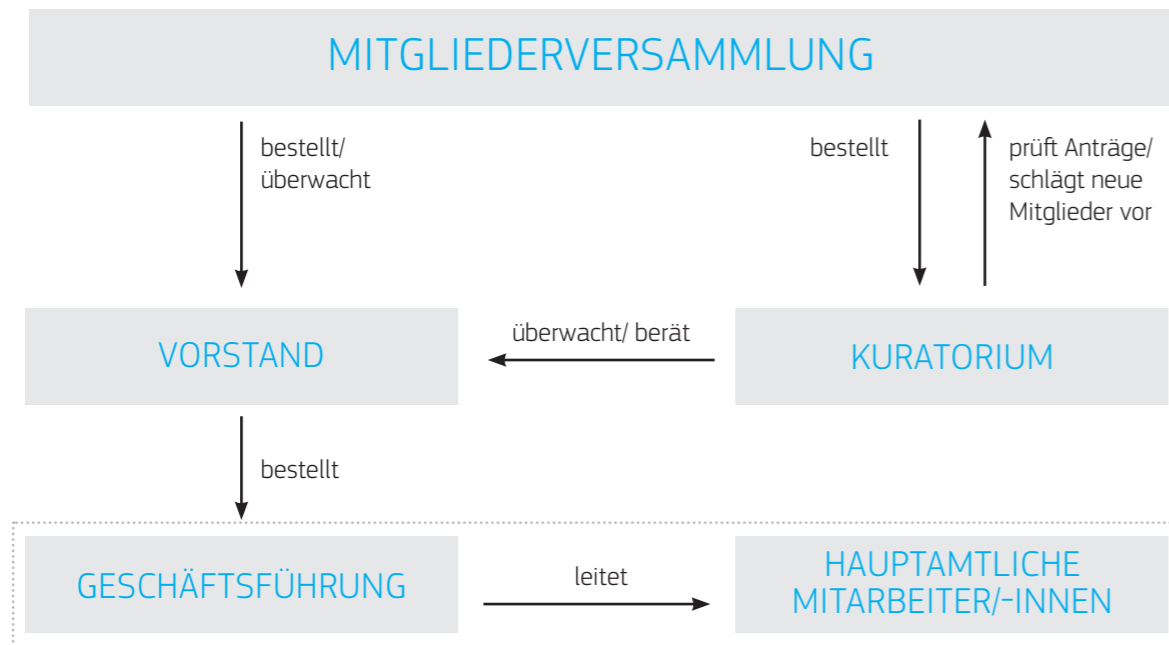 MITGLIEDERVERSAMMLUNG
bestellt/
überwacht
bestellt
prüft Anträge/
schlägt neue
Mitglieder vor
VORSTAND
überwacht/ berät
KURATORIUM
bestellt
GESCHÄFTSFÜHRUNG
leitet
HAUPTAMTLICHE
MITARBEITER/-INNEN